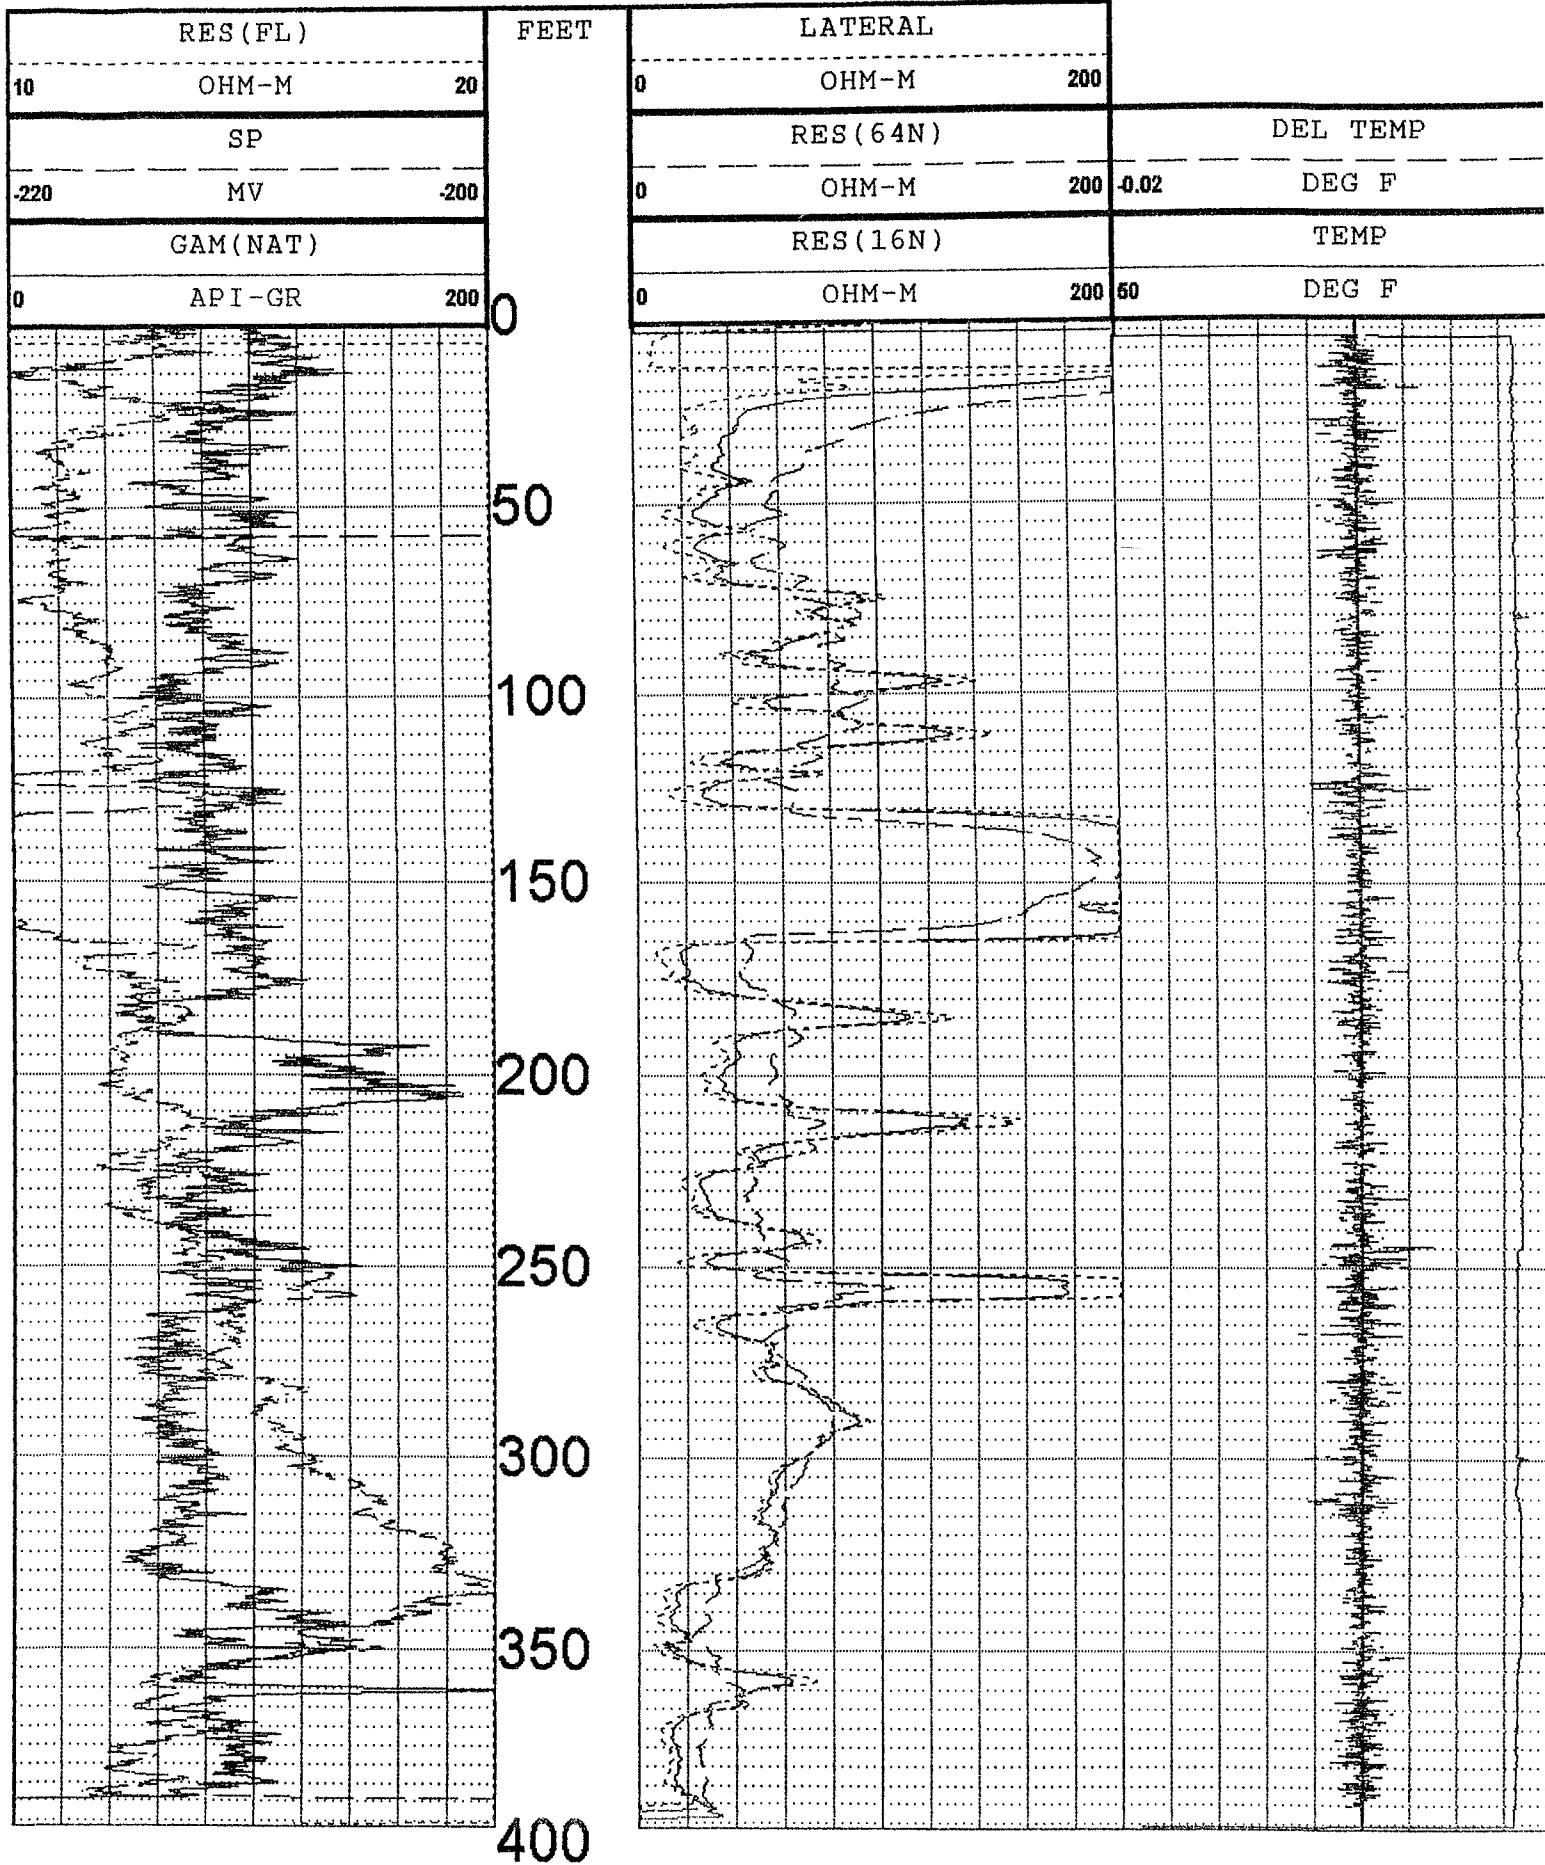 RES(FL) FEET LATERAL
10 OHM-M 20 0 OHM-M 200
SP RES(64N) DEL TEMP
-220 MV -200 0 OHM-M 200 -0.02 DEG F
GAM(NAT) RES(16N) TEMP
0 API-GR 200 0 OHM-M 200 50 DEG F
0
50
100
150
200
250
300
350
400